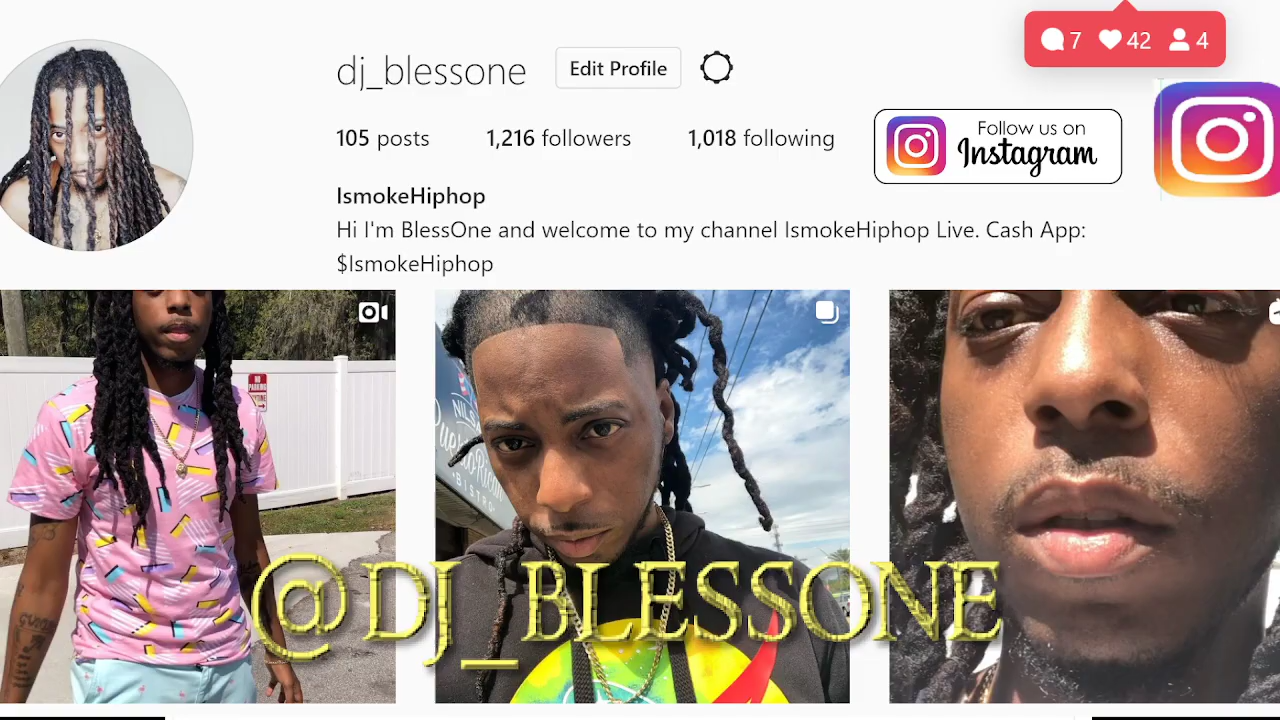 7 42 4
dj_blessone Edit Profile
105 posts 1,216 followers 1,018 following
Follow us on
Instagram
IsmokeHiphop
Hi I'm BlessOne and welcome to my channel IsmokeHiphop Live. Cash App:
$IsmokeHiphop
NO
PARKING
BISTRO
@DJ_BLESSONE